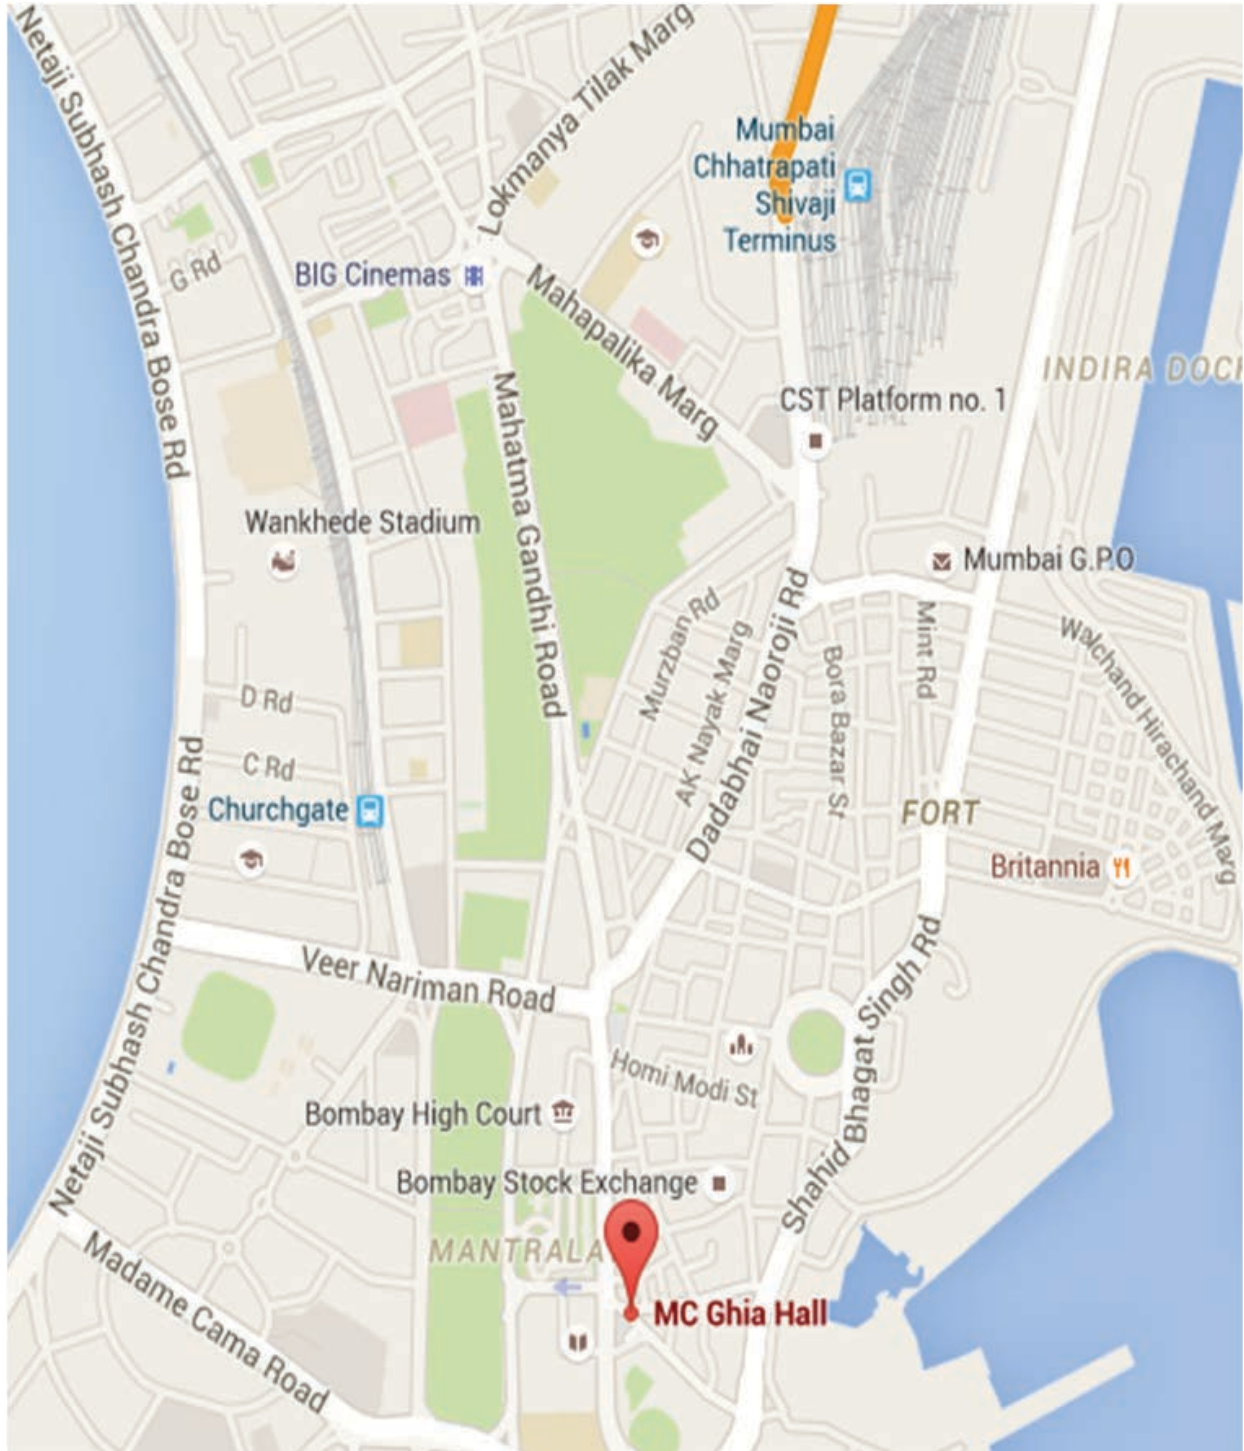 Netaji Subhash Chandra Bose Rd
Lokmanya Tilak Marg
Mumbai
Chhatrapati
Shivaji
Terminus
G Rd
BIG Cinemas
Mahapalika Marg
INDIRA DOC
CST Platform no. 1
Mahatma Gandhi Road
Wankhede Stadium
Mumbai G.P.O
Murzban Rd
AK Nayak Marg
Dadabhai Naoroji Rd
Bora Bazar St
Mint Rd
Walchand Hirachand Marg
D Rd
C Rd
Churchgate
FORT
Britannia
Netaji Subhash Chandra Bose Rd
Veer Nariman Road
Shahid Bhagat Singh Rd
Homi Modi St
Bombay High Court
Bombay Stock Exchange
MANTRALA
MC Ghia Hall
Madame Cama Road